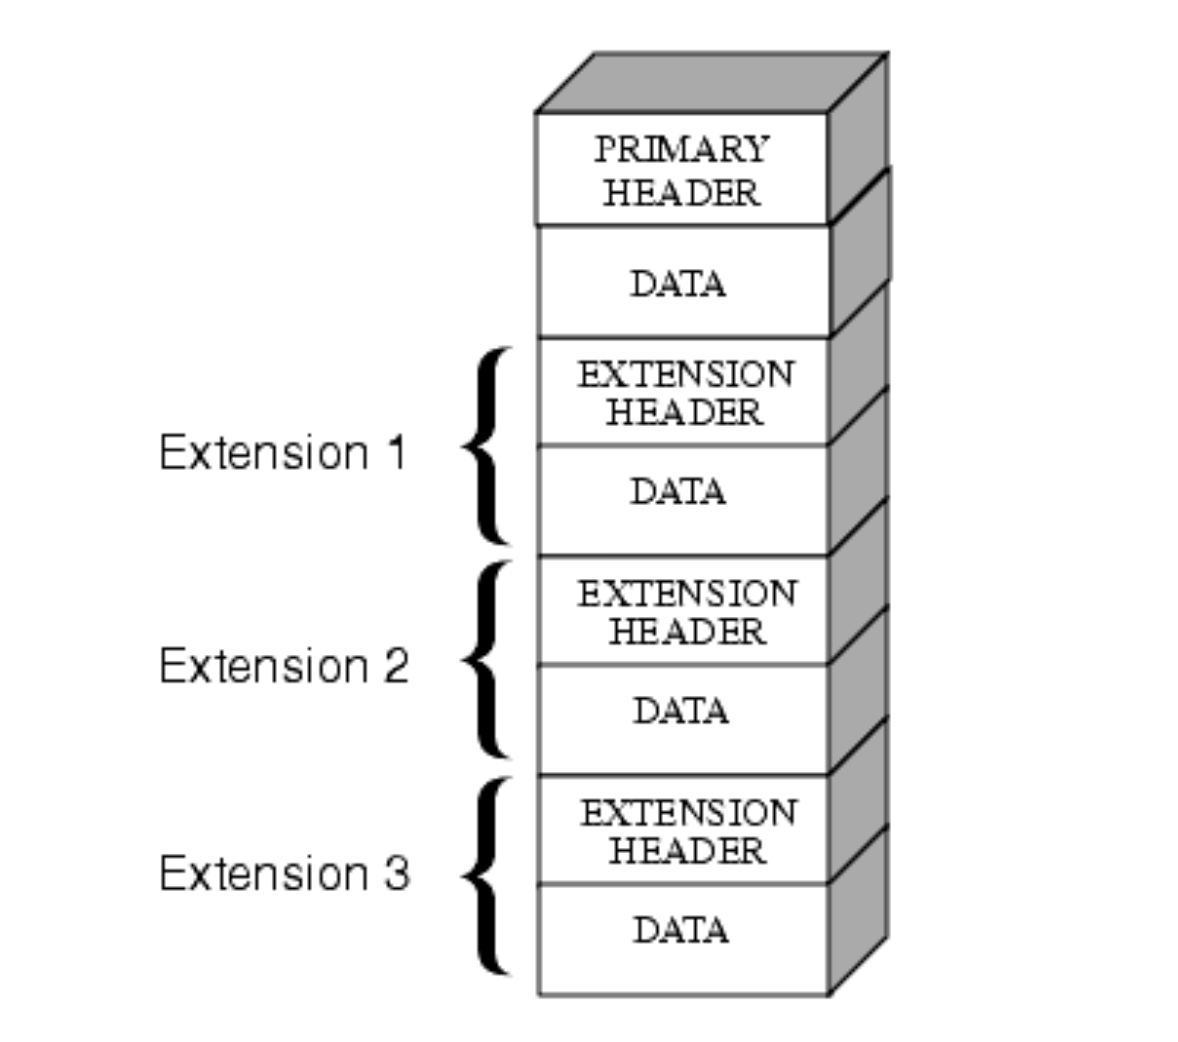 PRIMARY
HEADER
DATA
EXTENSION
HEADER
Extension 1
DATA
EXTENSION
HEADER
Extension 2
DATA
EXTENSION
HEADER
Extension 3
DATA